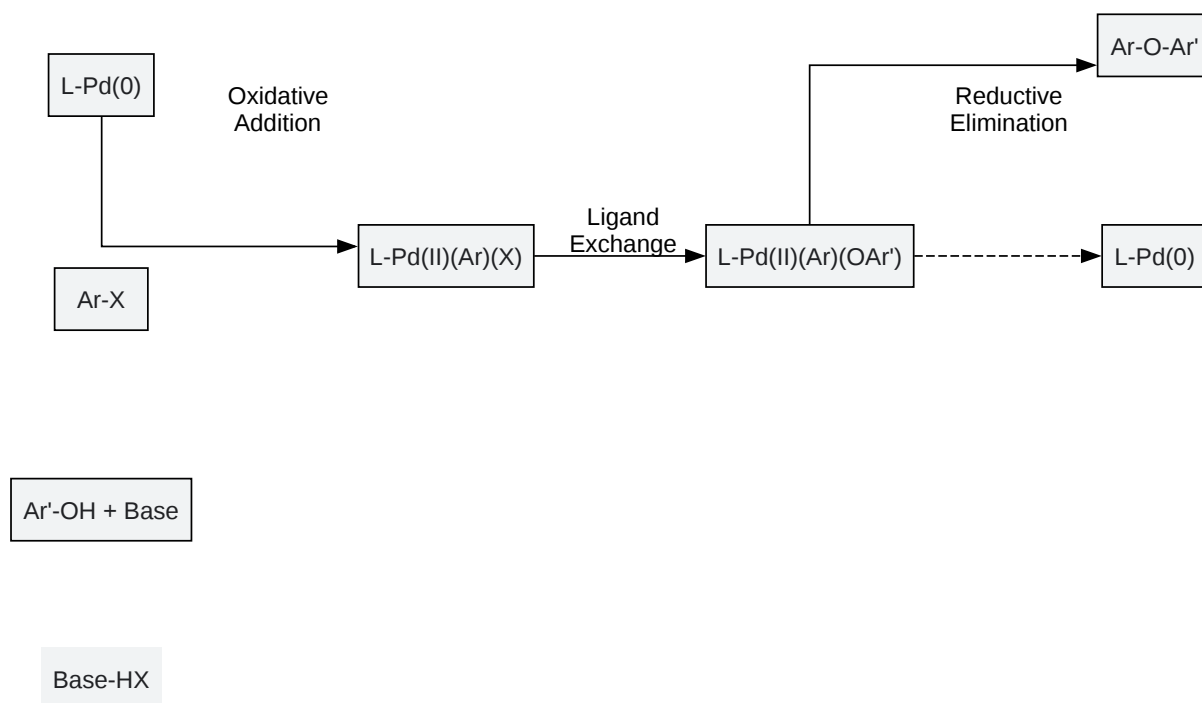 Ar-O-Ar'
L-Pd(0)
Oxidative
Addition
Reductive
Elimination
Ligand
Exchange
L-Pd(II)(Ar)(X)
L-Pd(II)(Ar)(OAr')
L-Pd(0)
Ar-X
Ar'-OH + Base
Base-HX